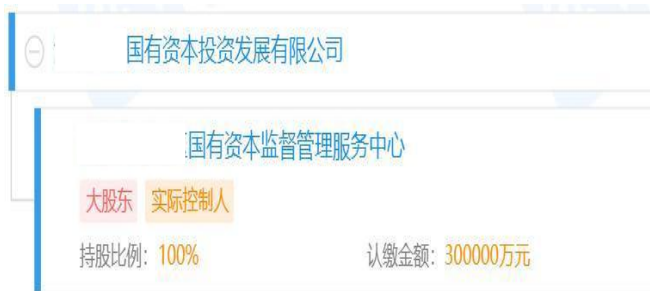 国有资本投资发展有限公司
国有资本监督管理服务中心
大股东 实际控制人
持股比例：100% 认缴金额：300000万元